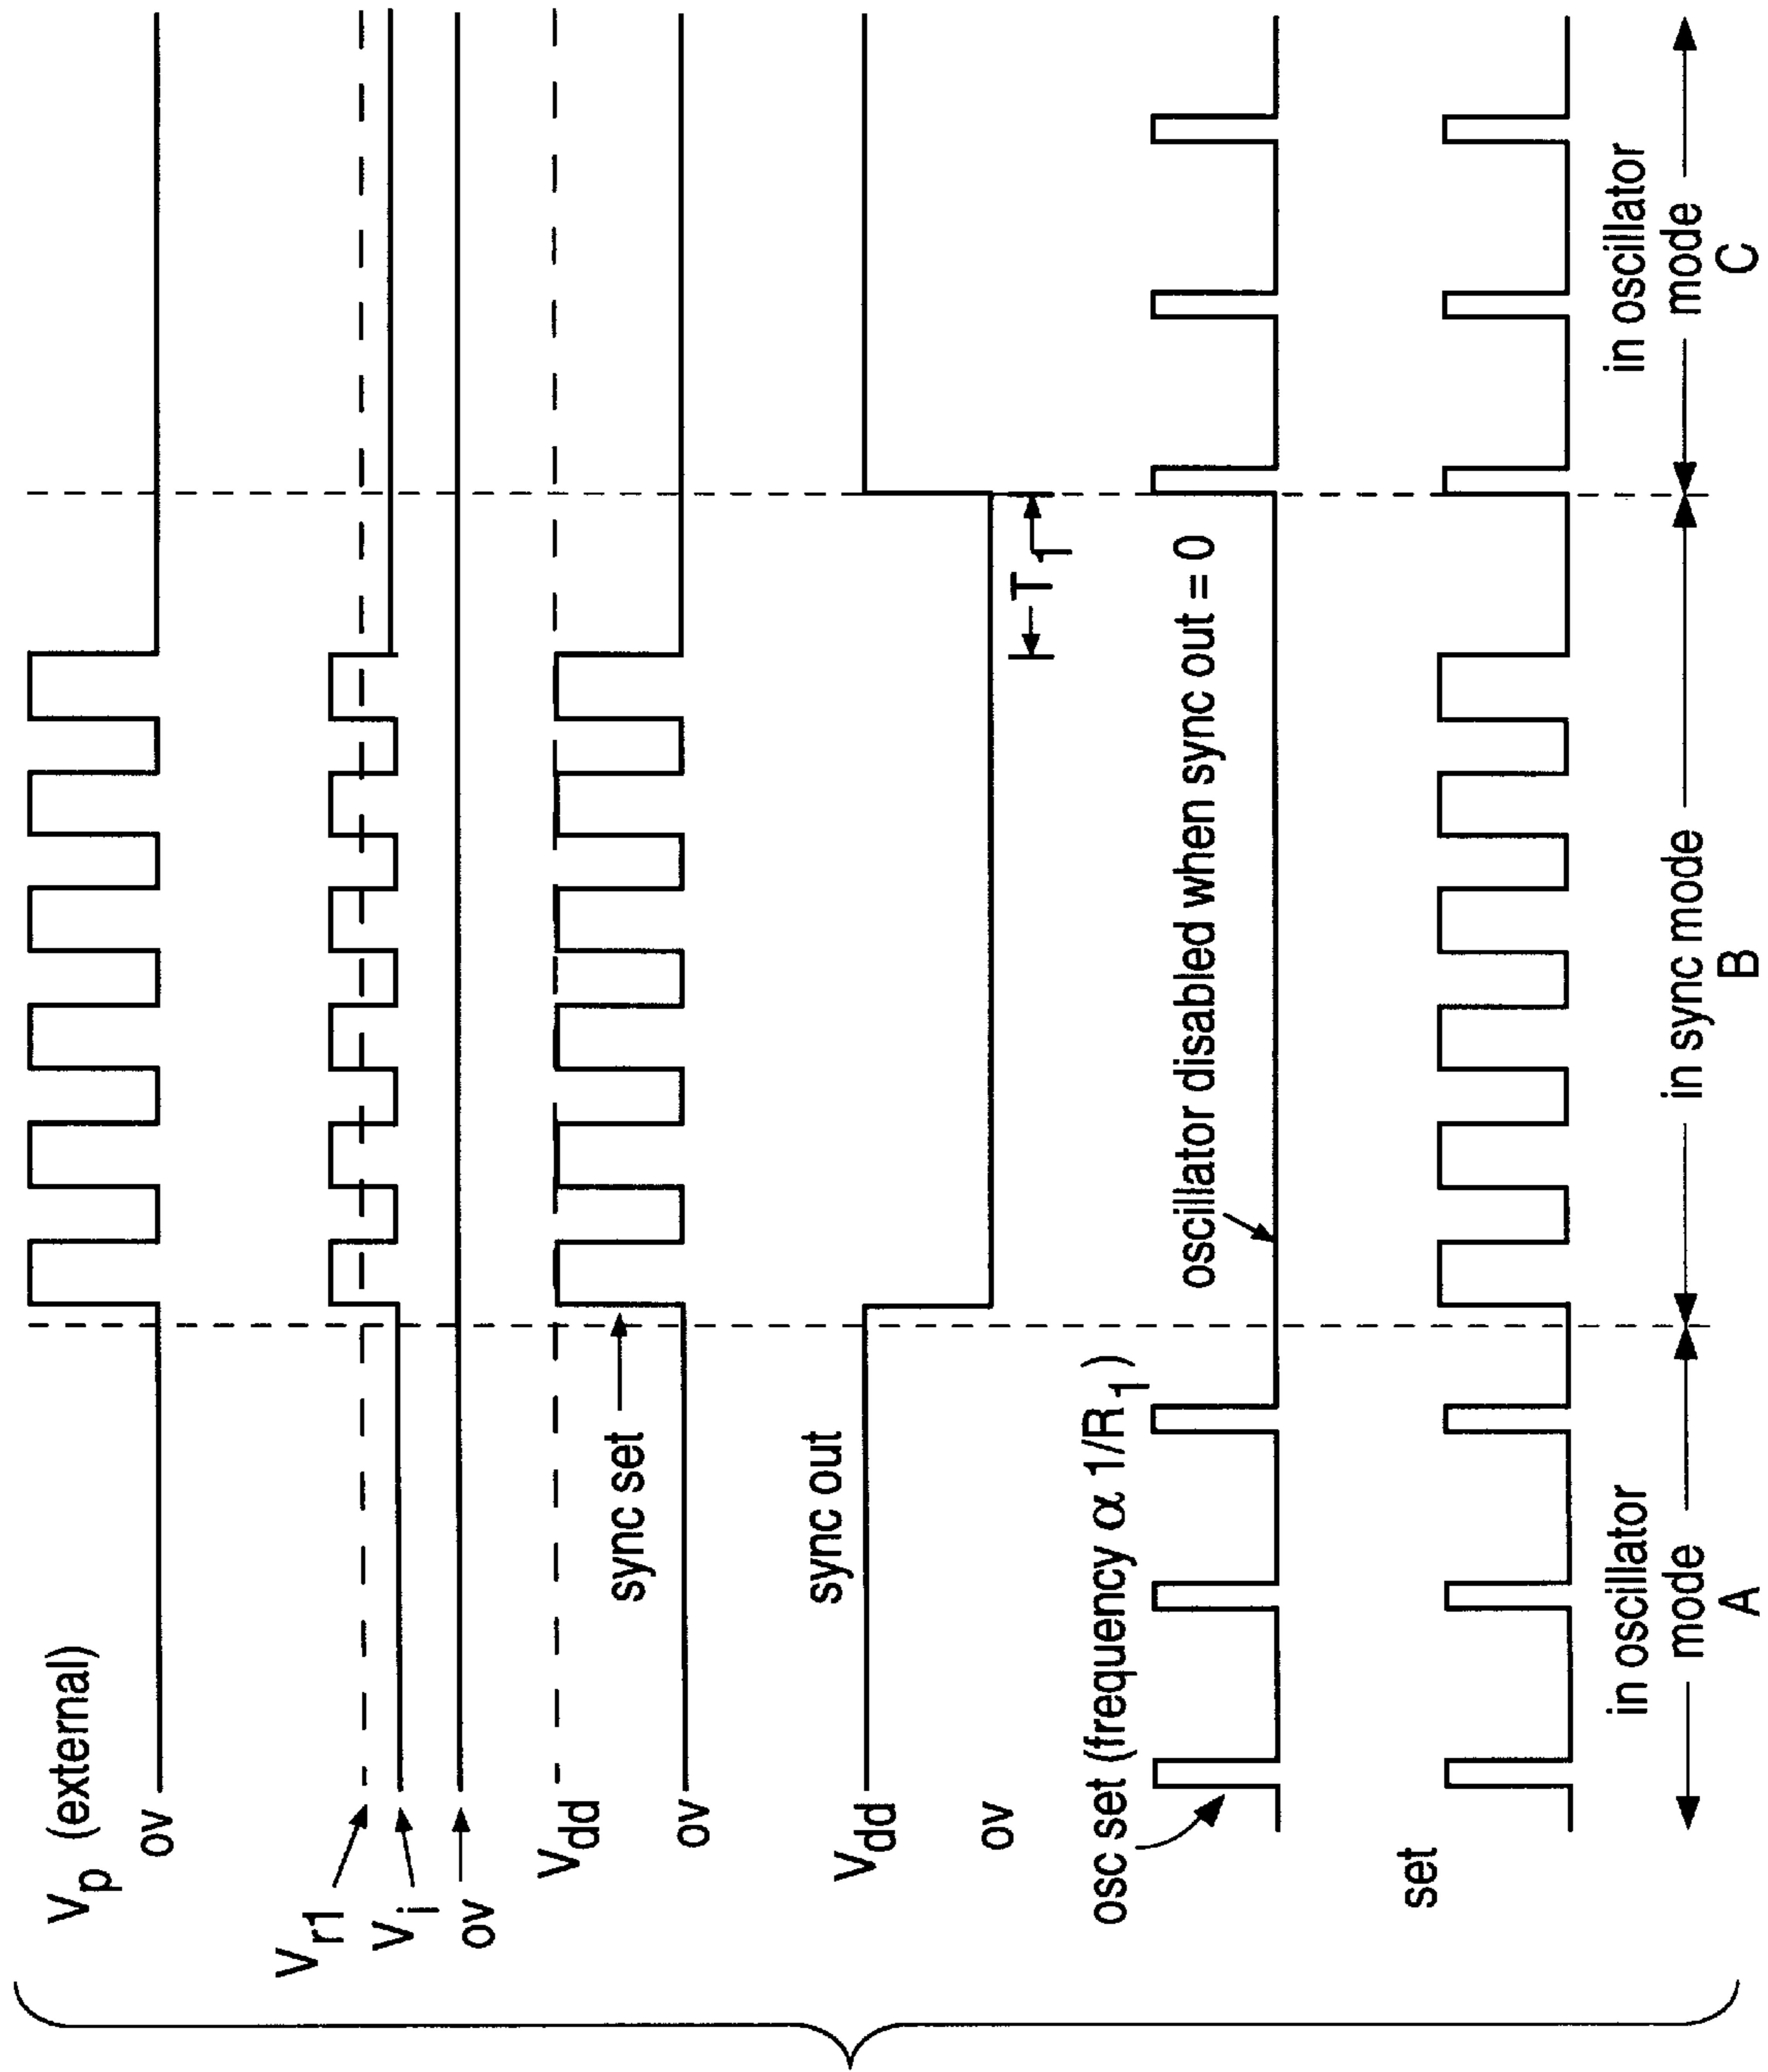 Vp (external)
ov
Vr1
Vi
ov
Vdd
sync set
ov
sync out
Vdd
ov
T1
osc set (frequency α 1/R1)
oscillator disabled when sync out = 0
set
in oscillator
mode
A
in sync mode
B
in oscillator
mode
C